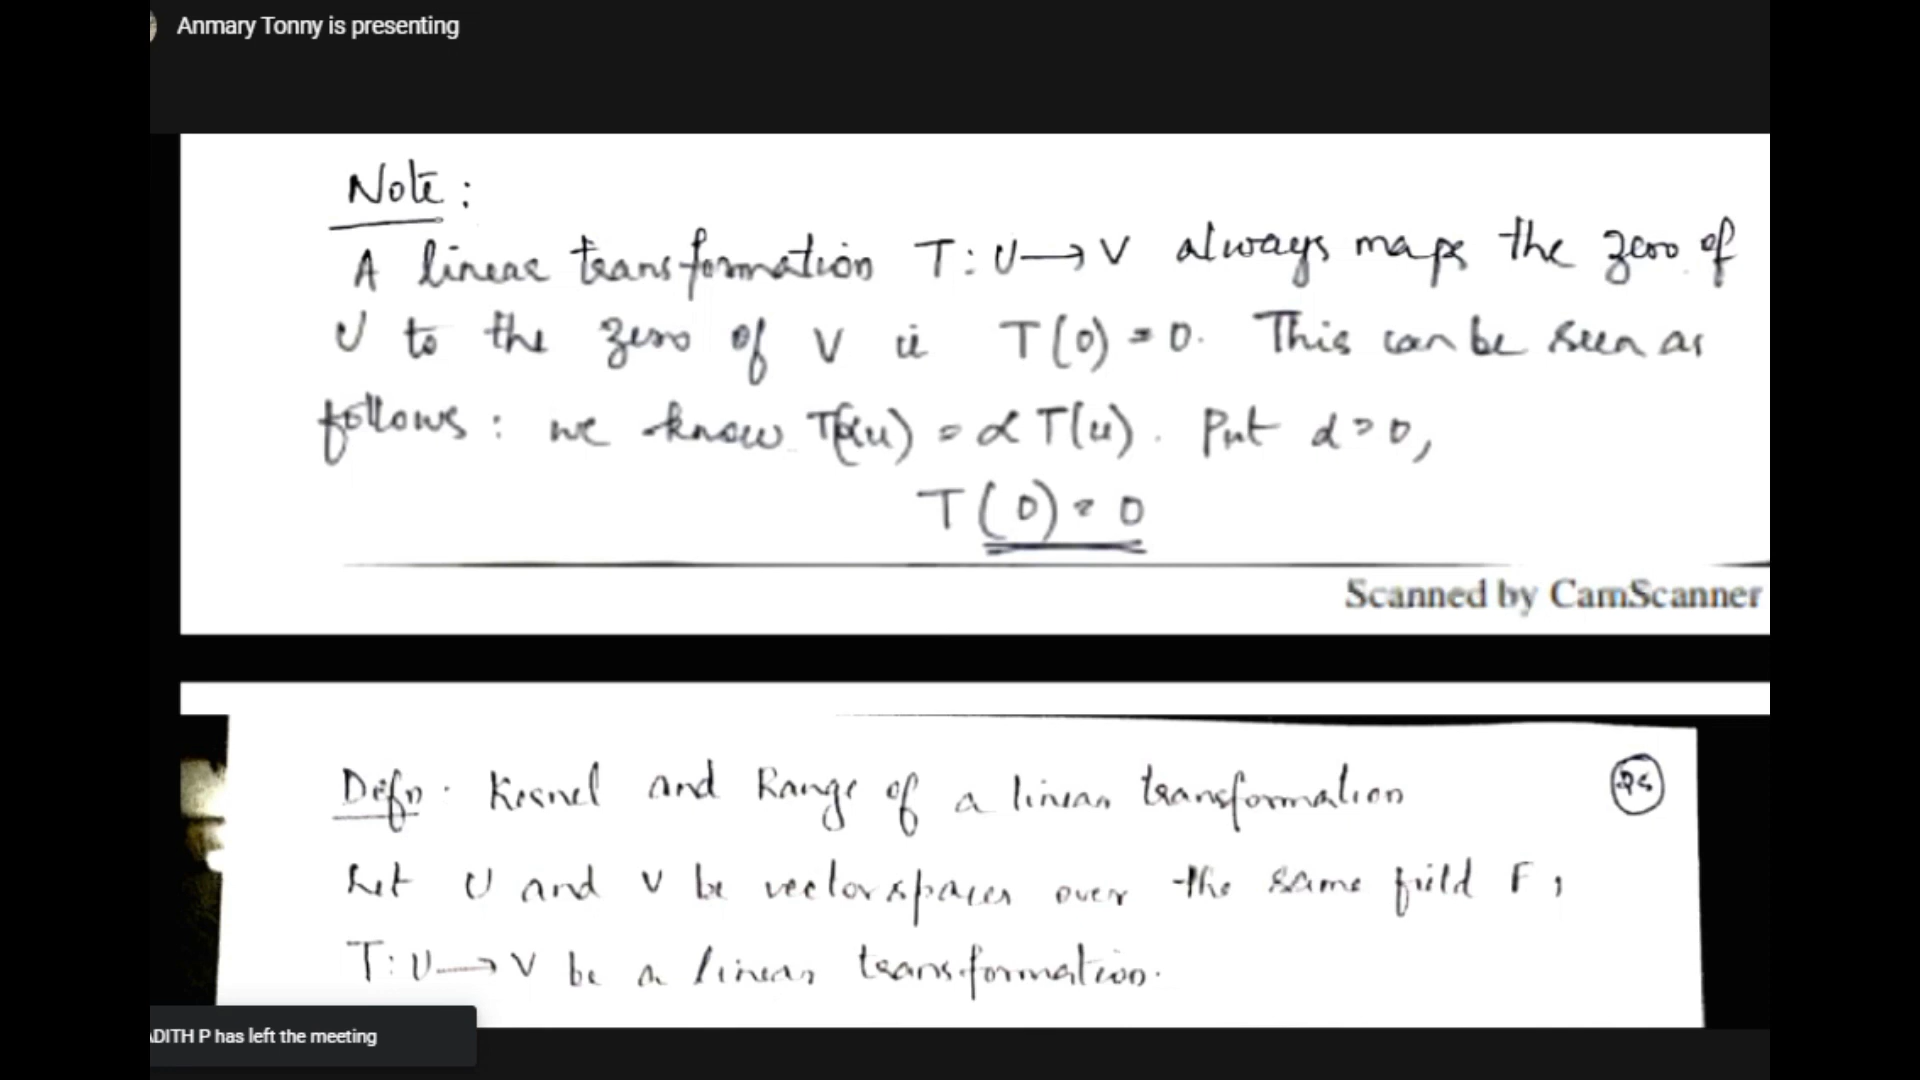 Anmary Tonny is presenting
Note:
A linear transformation T: U→V always maps the zero of
U to the zero of V ie T(0) = 0. This can be seen as
follows: we know T(αu) = αT(u). Put α=0,
T(0) = 0
Scanned by CamScanner
Defn. Kernel and Range of a linear transformation
Let U and V be vector spaces over the same field F,
T: U→V be a linear transformation.
ADITH P has left the meeting